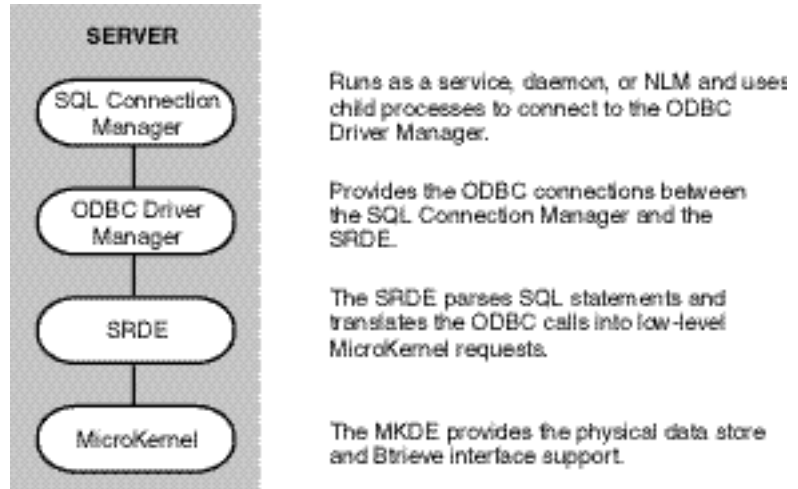 SERVER
SQL Connection
Manager
Runs as a service, daemon, or NLM and uses
child processes to connect to the ODBC
Driver Manager.
ODBC Driver
Manager
Provides the ODBC connections between
the SQL Connection Manager and the
SRDE.
SRDE
The SRDE parses SQL statements and
translates the ODBC calls into low-level
MicroKernel requests.
MicroKernel
The MKDE provides the physical data store
and Btrieve interface support.